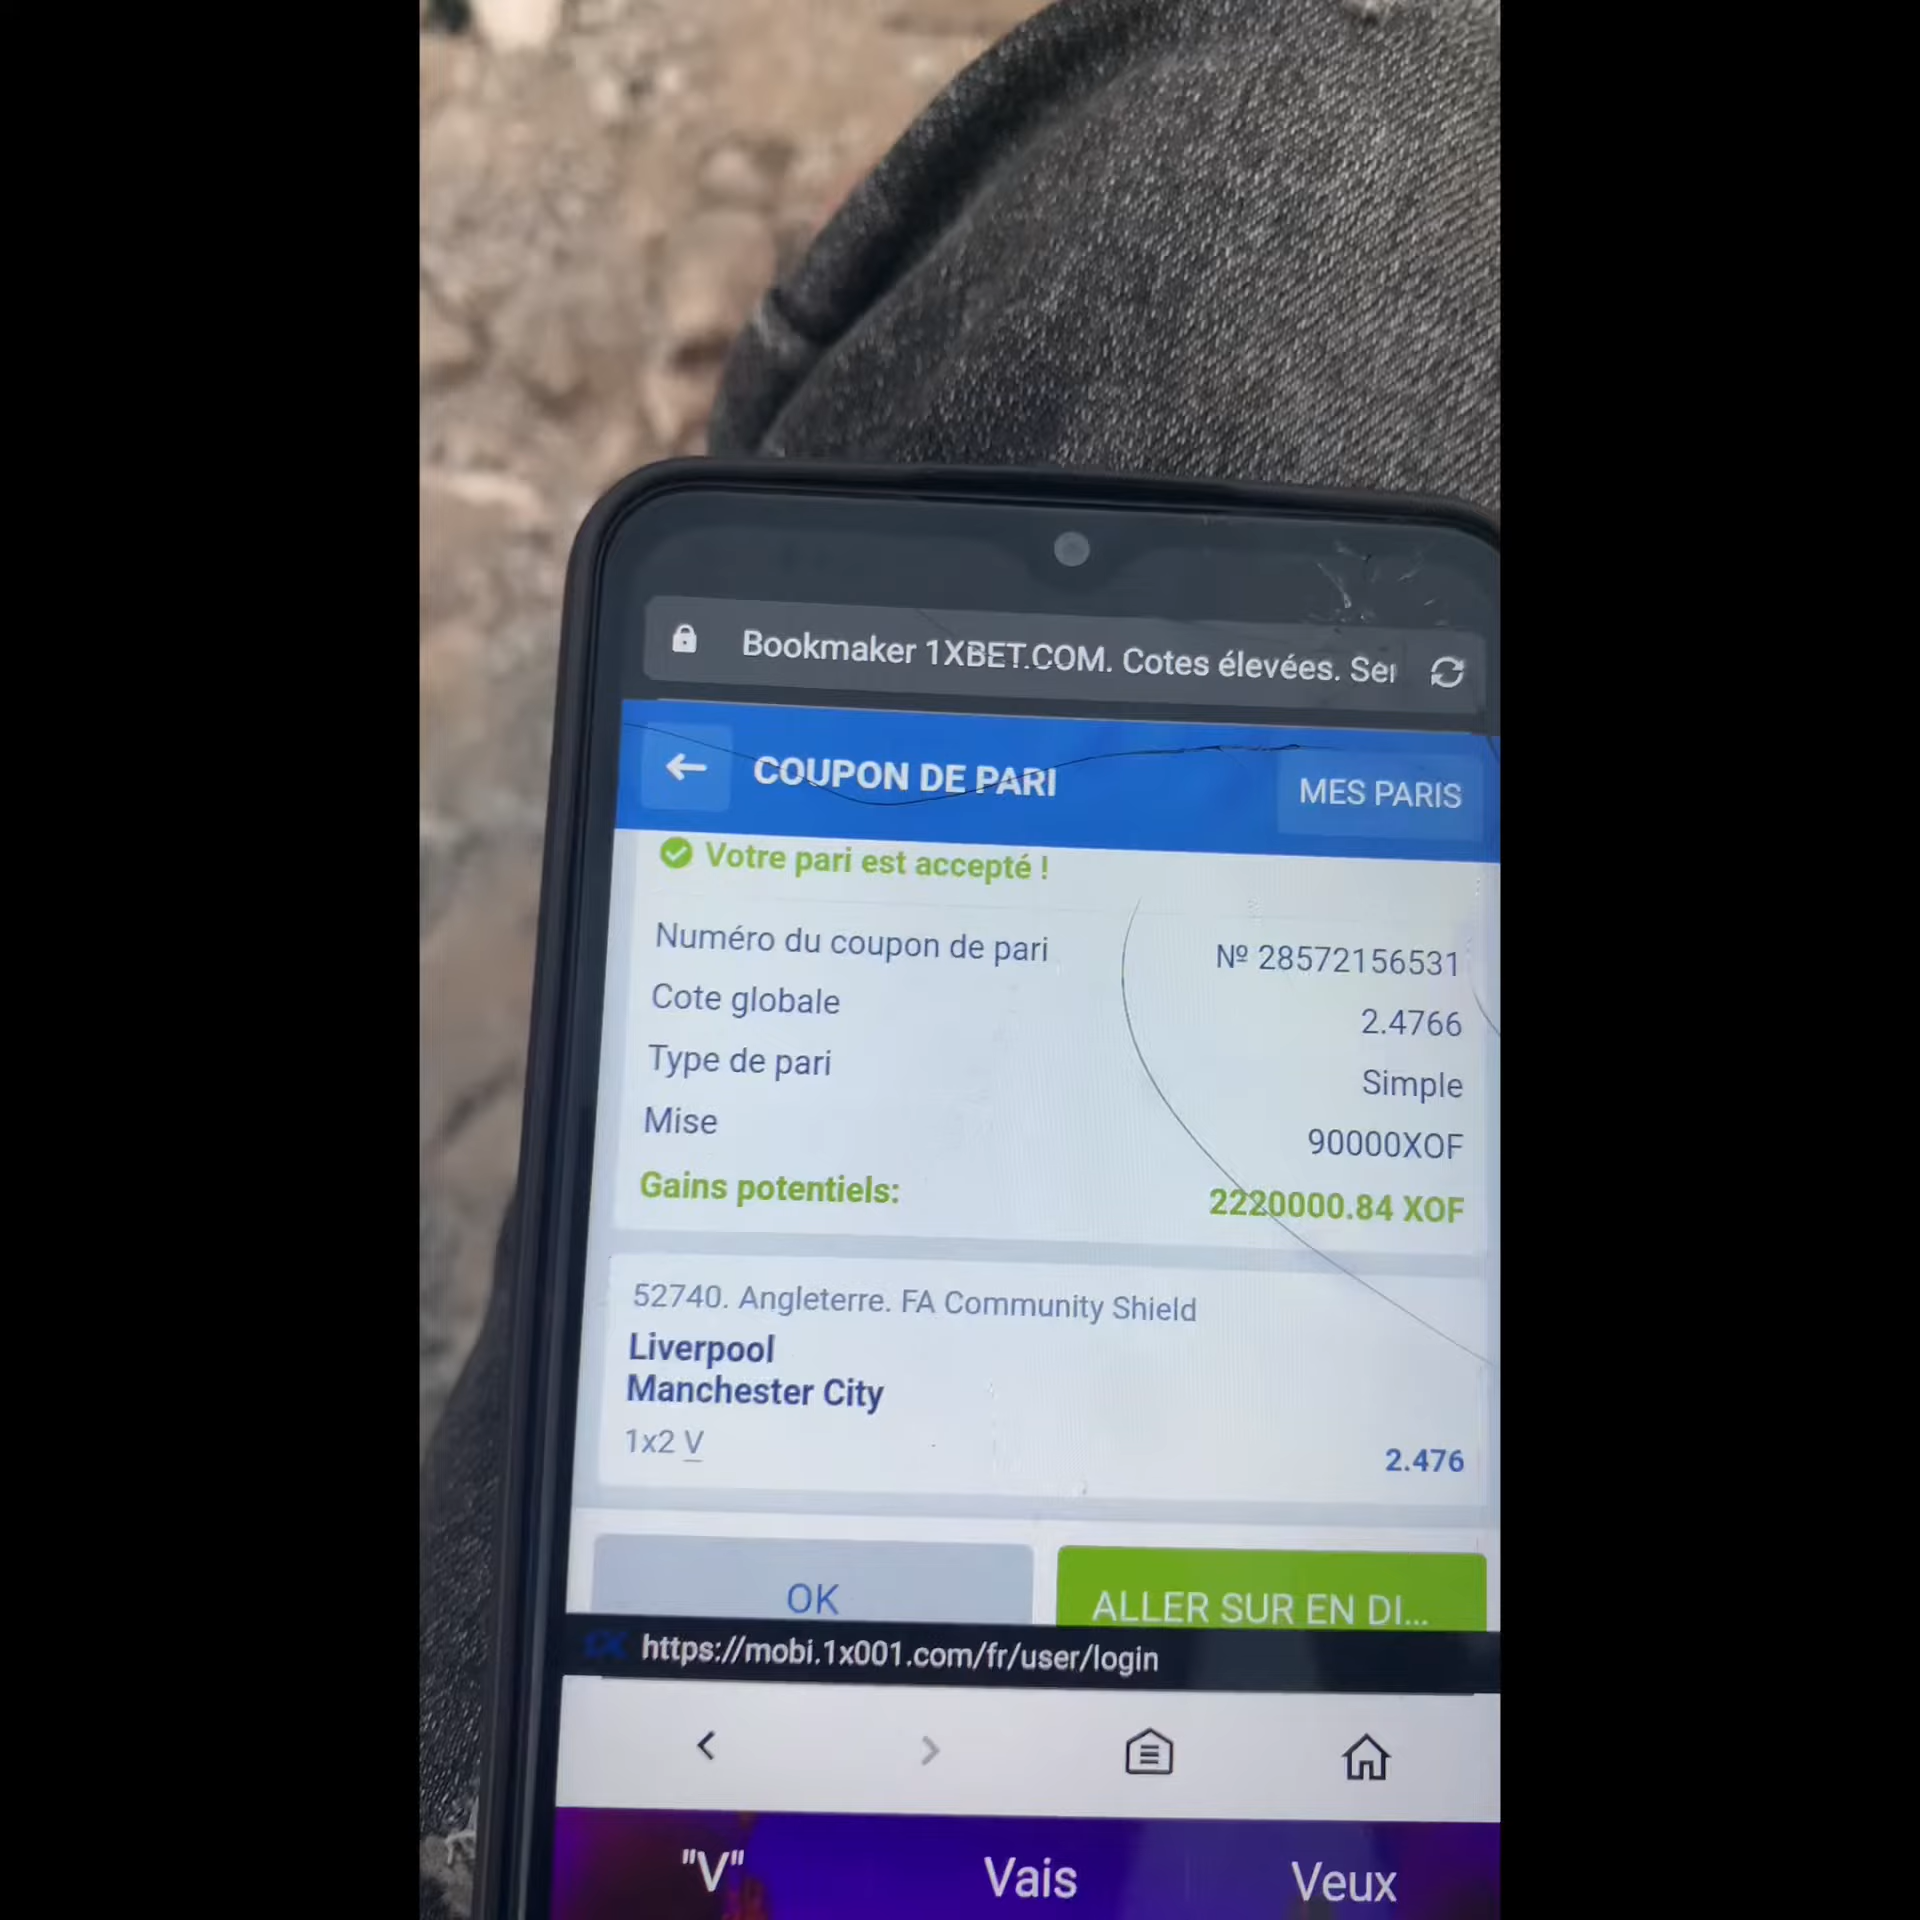 Bookmaker 1XBET.COM. Cotes élevées. Ser
COUPON DE PARI
MES PARIS
Votre pari est accepté !
Numéro du coupon de pari
Nº 28572156531
Cote globale
2.4766
Type de pari
Simple
Mise
90000XOF
Gains potentiels:
2220000.84 XOF
52740. Angleterre. FA Community Shield
Liverpool
Manchester City
1x2 V
2.476
OK
ALLER SUR EN DI...
1X https://mobi.1x001.com/fr/user/login
"V" Vais Veux